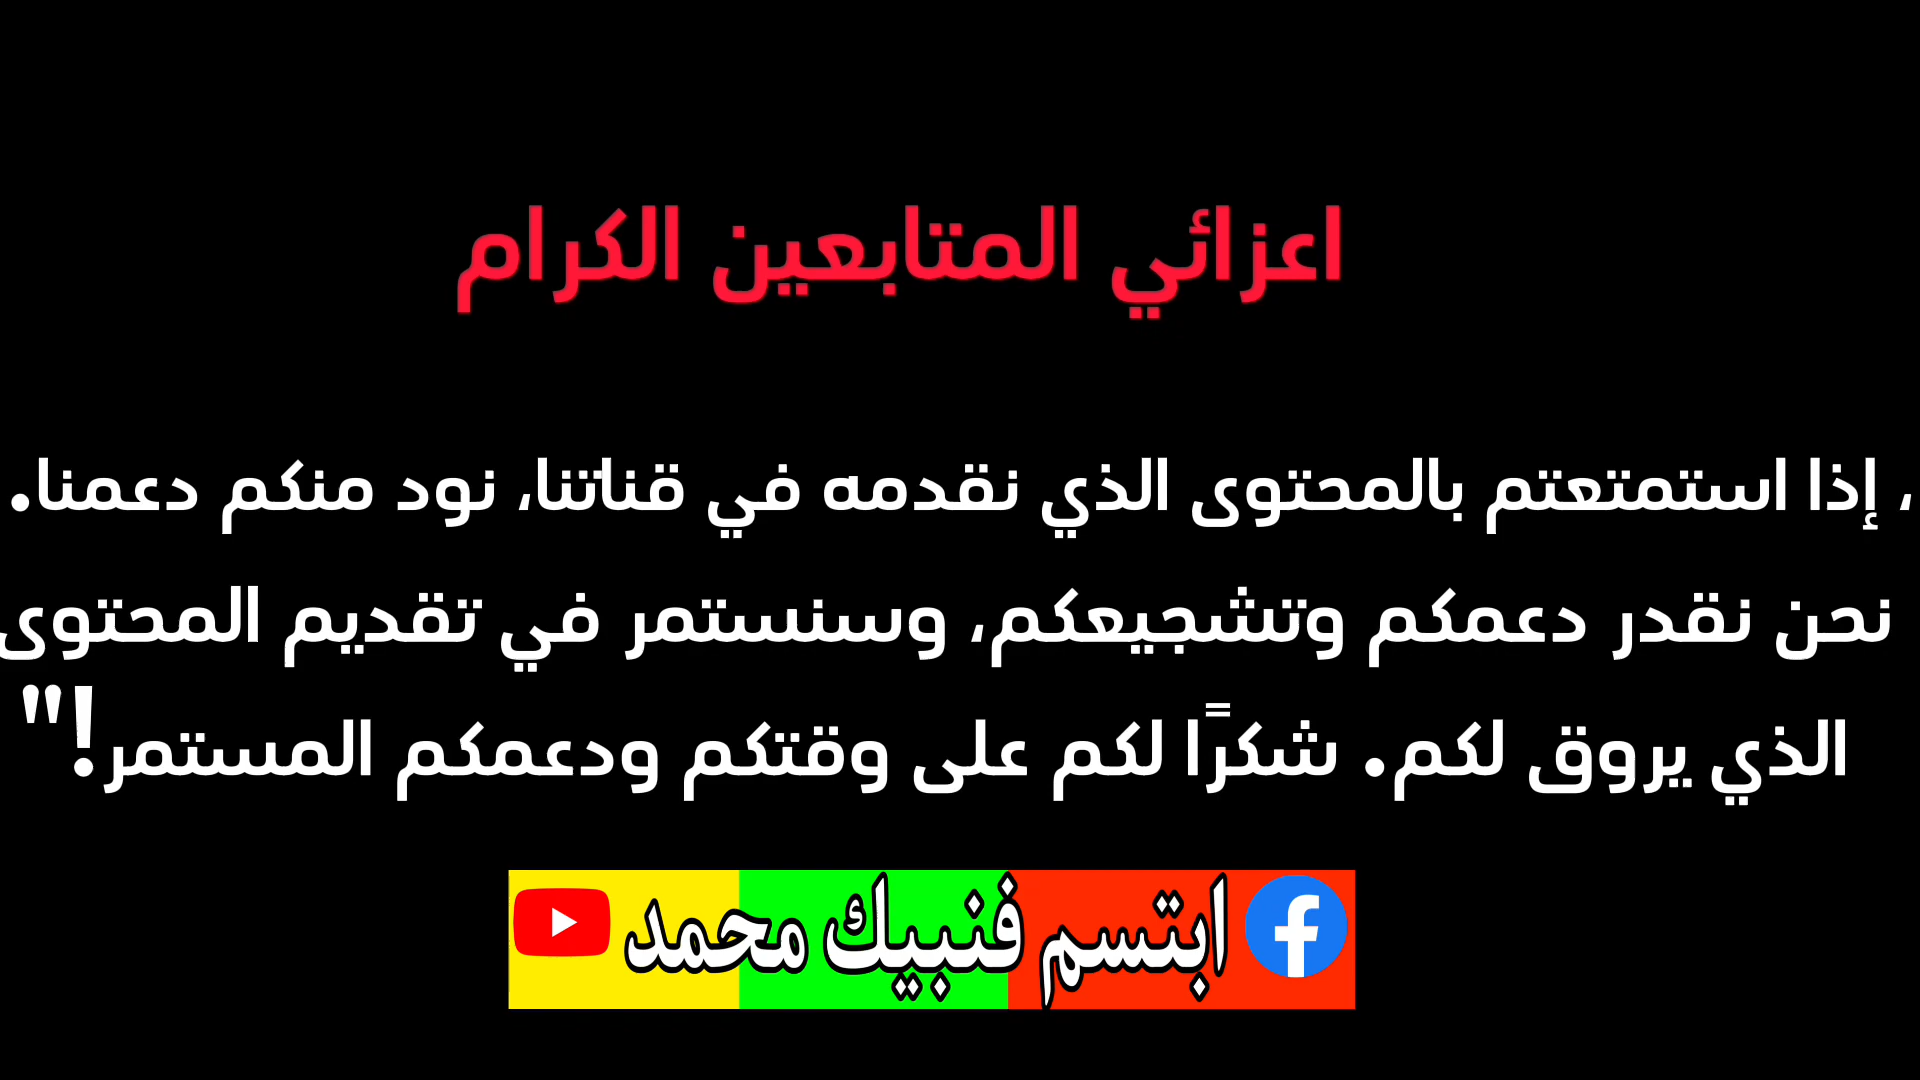 اعزائي المتابعين الكرام
، إذا استمتعتم بالمحتوى الذي نقدمه في قناتنا، نود منكم دعمنا.
نحن نقدر دعمكم وتشجيعكم، وسنستمر في تقديم المحتوى
الذي يروق لكم. شكرًا لكم على وقتكم ودعمكم المستمر!"
ابتسم فنبيك محمد